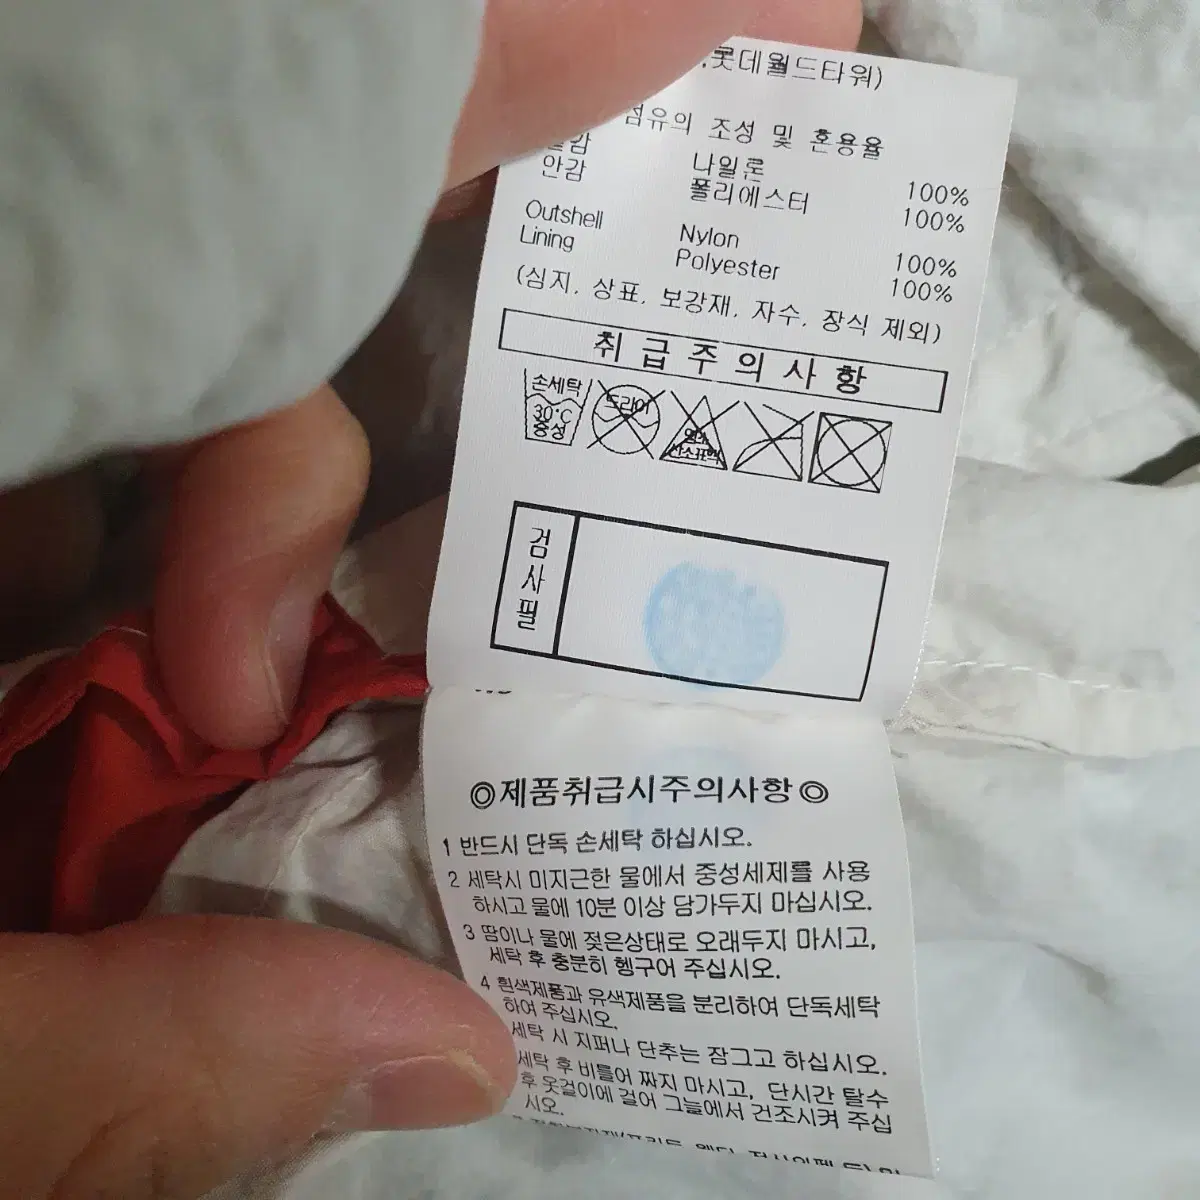 롯데월드타워)
섬유의 조성 및 혼용율
겉감 나일론 100%
안감 폴리에스터 100%
Outshell Nylon 100%
Lining Polyester 100%
(심지, 상표, 보강재, 자수, 장식 제외)
취급주의사항
손세탁 30°C 중성
드라이
염소 산소표백
검사필
◎제품취급시주의사항◎
1 반드시 단독 손세탁 하십시오.
2 세탁시 미지근한 물에서 중성세제를 사용
하시고 물에 10분 이상 담가두지 마십시오.
3 땀이나 물에 젖은상태로 오래두지 마시고,
세탁 후 충분히 헹구어 주십시오.
4 흰색제품과 유색제품을 분리하여 단독세탁
하여 주십시오.
세탁 시 지퍼나 단추는 잠그고 하십시오.
세탁 후 비틀어 짜지 마시고, 단시간 탈수
후 옷걸이에 걸어 그늘에서 건조시켜 주십
시오.